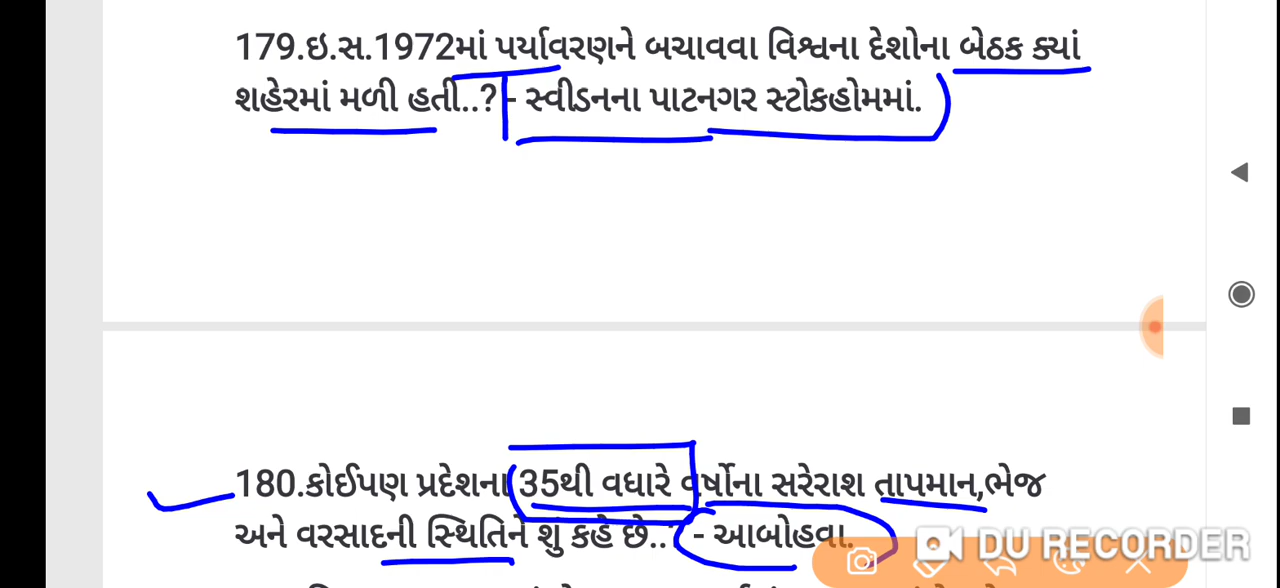 179.ઇ.સ.1972માં પર્યાવરણને બચાવવા વિશ્વના દેશોના બેઠક ક્યાં
શહેરમાં મળી હતી..? - સ્વીડનના પાટનગર સ્ટોકહોમમાં.
180.કોઈપણ પ્રદેશના 35થી વધારે વર્ષોના સરેરાશ તાપમાન,ભેજ
અને વરસાદની સ્થિતિને શું કહે છે..? - આબોહવા.
DU RECORDER